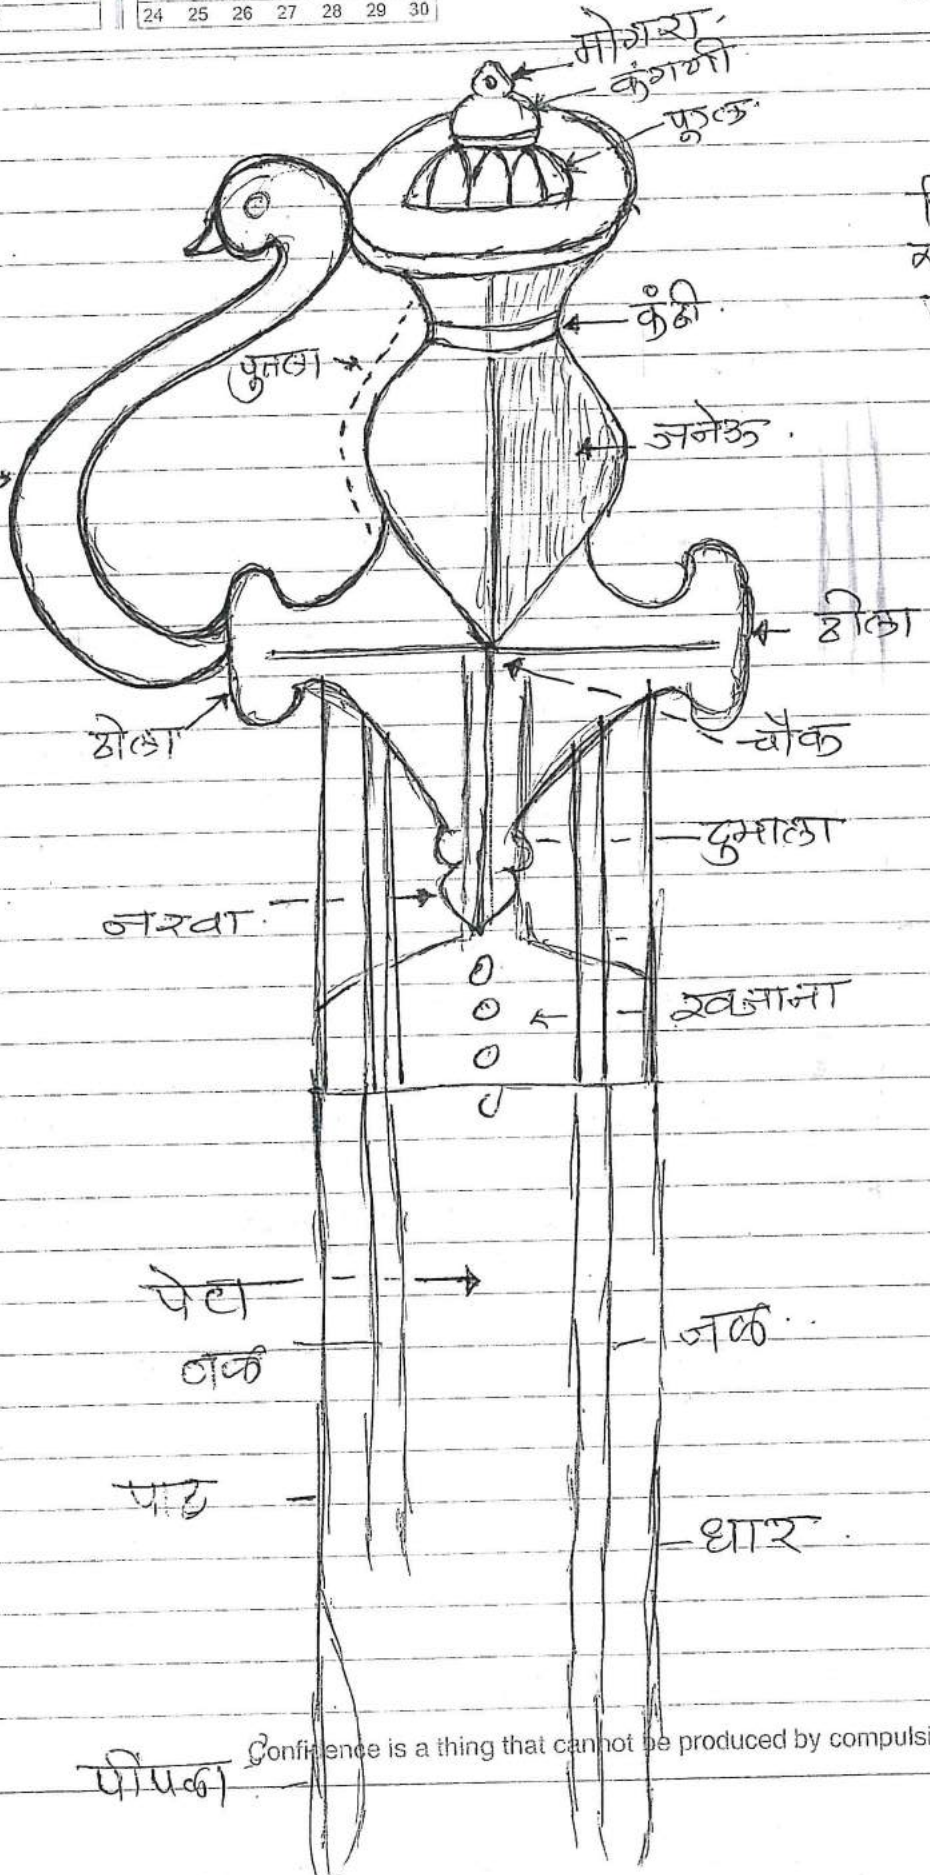 24 25 26 27 28 29 30
मोगरा
कंगणी
फूल
कंठी
पुतळा
जनेऊ
ठोला
ठोला
चौक
दुमाला
नखा
खजाना
पेटा
जळ
पाठ
धार
Confidence is a thing that cannot be produced by compulsi
पीपळा